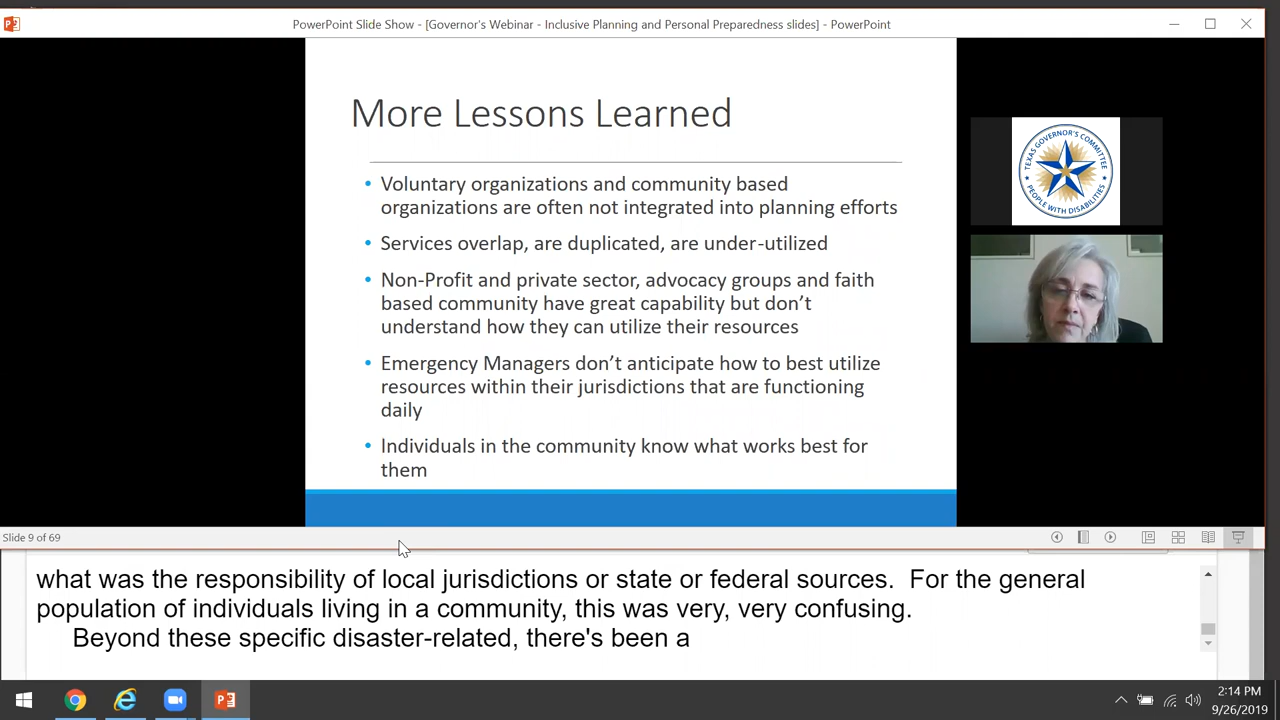 PowerPoint Slide Show - [Governor's Webinar - Inclusive Planning and Personal Preparedness slides] - PowerPoint
More Lessons Learned
• Voluntary organizations and community based
organizations are often not integrated into planning efforts
• Services overlap, are duplicated, are under-utilized
• Non-Profit and private sector, advocacy groups and faith
based community have great capability but don't
understand how they can utilize their resources
• Emergency Managers don't anticipate how to best utilize
resources within their jurisdictions that are functioning
daily
• Individuals in the community know what works best for
them
TEXAS GOVERNOR'S COMMITTEE
PEOPLE WITH DISABILITIES
Slide 9 of 69
what was the responsibility of local jurisdictions or state or federal sources.  For the general
population of individuals living in a community, this was very, very confusing.
Beyond these specific disaster-related, there's been a
2:14 PM
9/26/2019